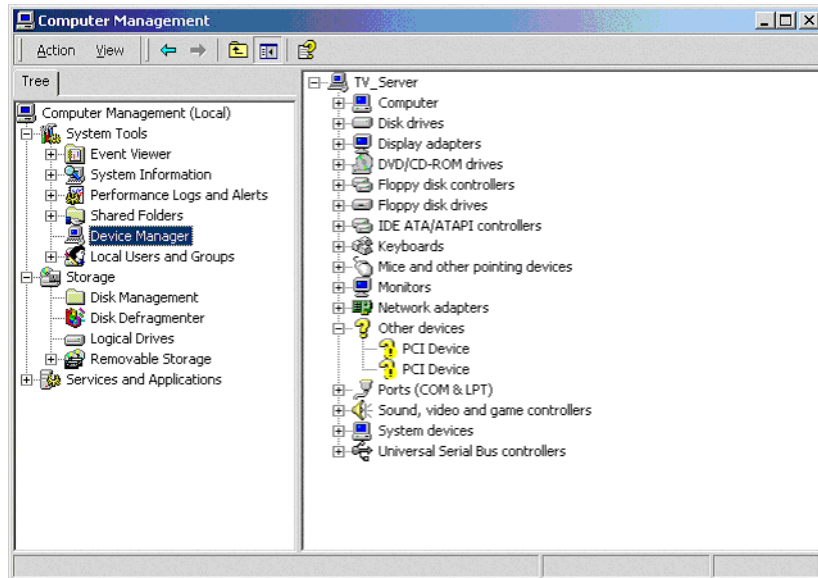 Computer Management
Action View
Tree
Computer Management (Local)
System Tools
Event Viewer
System Information
Performance Logs and Alerts
Shared Folders
Device Manager
Local Users and Groups
Storage
Disk Management
Disk Defragmenter
Logical Drives
Removable Storage
Services and Applications
TV_Server
Computer
Disk drives
Display adapters
DVD/CD-ROM drives
Floppy disk controllers
Floppy disk drives
IDE ATA/ATAPI controllers
Keyboards
Mice and other pointing devices
Monitors
Network adapters
Other devices
PCI Device
PCI Device
Ports (COM & LPT)
Sound, video and game controllers
System devices
Universal Serial Bus controllers